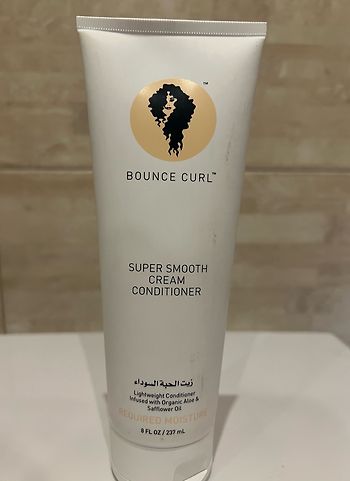 ™
BOUNCE CURL™
SUPER SMOOTH
CREAM
CONDITIONER
زيت الحبة السوداء
Lightweight Conditioner
Infused with Organic Aloe &
Safflower Oil
REQUIRED MOISTURE
8 FL OZ / 237 mL